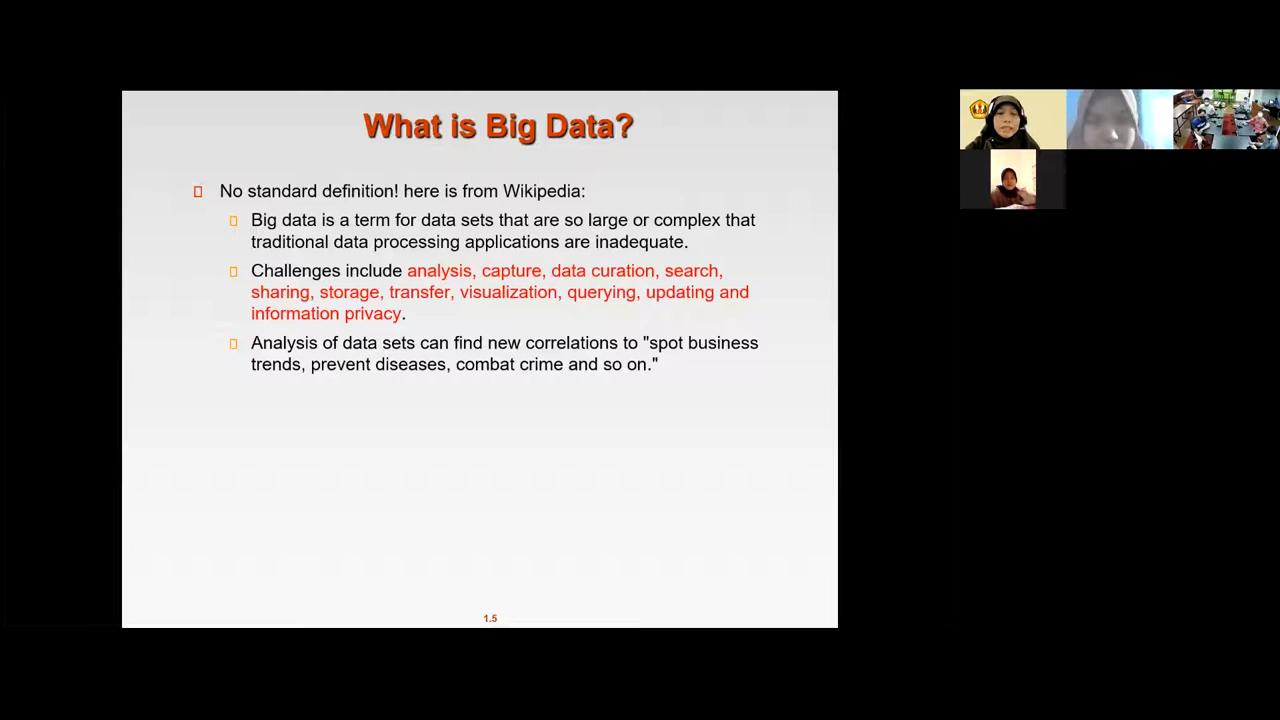 What is Big Data?
No standard definition! here is from Wikipedia:
Big data is a term for data sets that are so large or complex that
traditional data processing applications are inadequate.
Challenges include analysis, capture, data curation, search,
sharing, storage, transfer, visualization, querying, updating and
information privacy.
Analysis of data sets can find new correlations to "spot business
trends, prevent diseases, combat crime and so on."
1.5